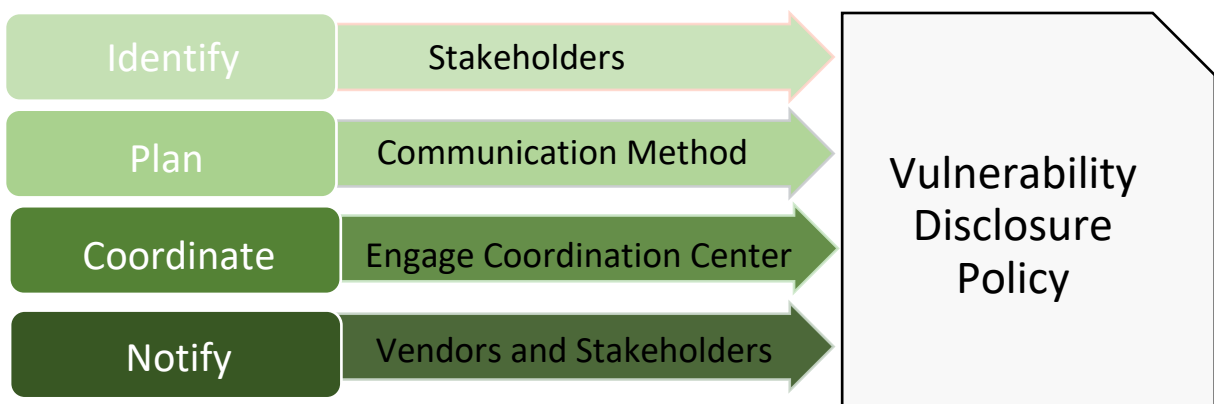 Identify
Stakeholders
Plan
Communication Method
Coordinate
Engage Coordination Center
Notify
Vendors and Stakeholders
Vulnerability
Disclosure
Policy